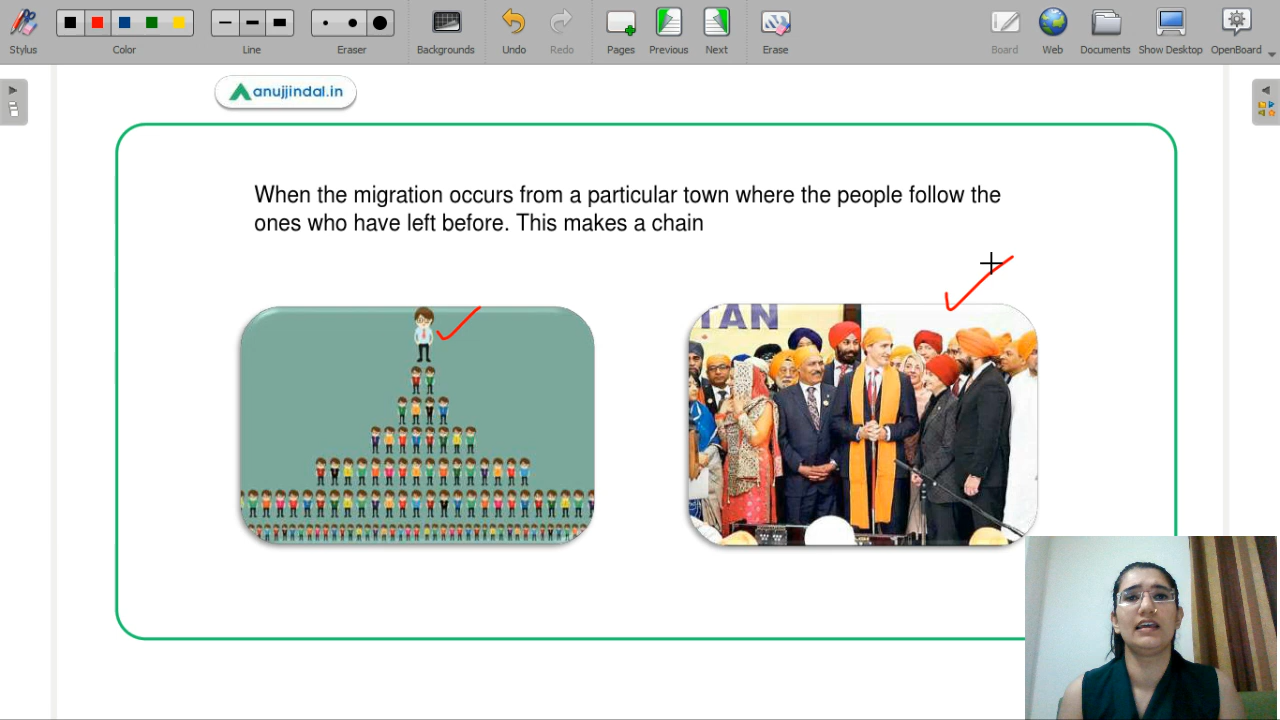 Stylus
Color
Line
Eraser
Backgrounds
Undo
Redo
Pages
Previous
Next
Erase
Board
Web
Documents
Show Desktop
OpenBoard
anujjindal.in
When the migration occurs from a particular town where the people follow the
ones who have left before. This makes a chain
TAN